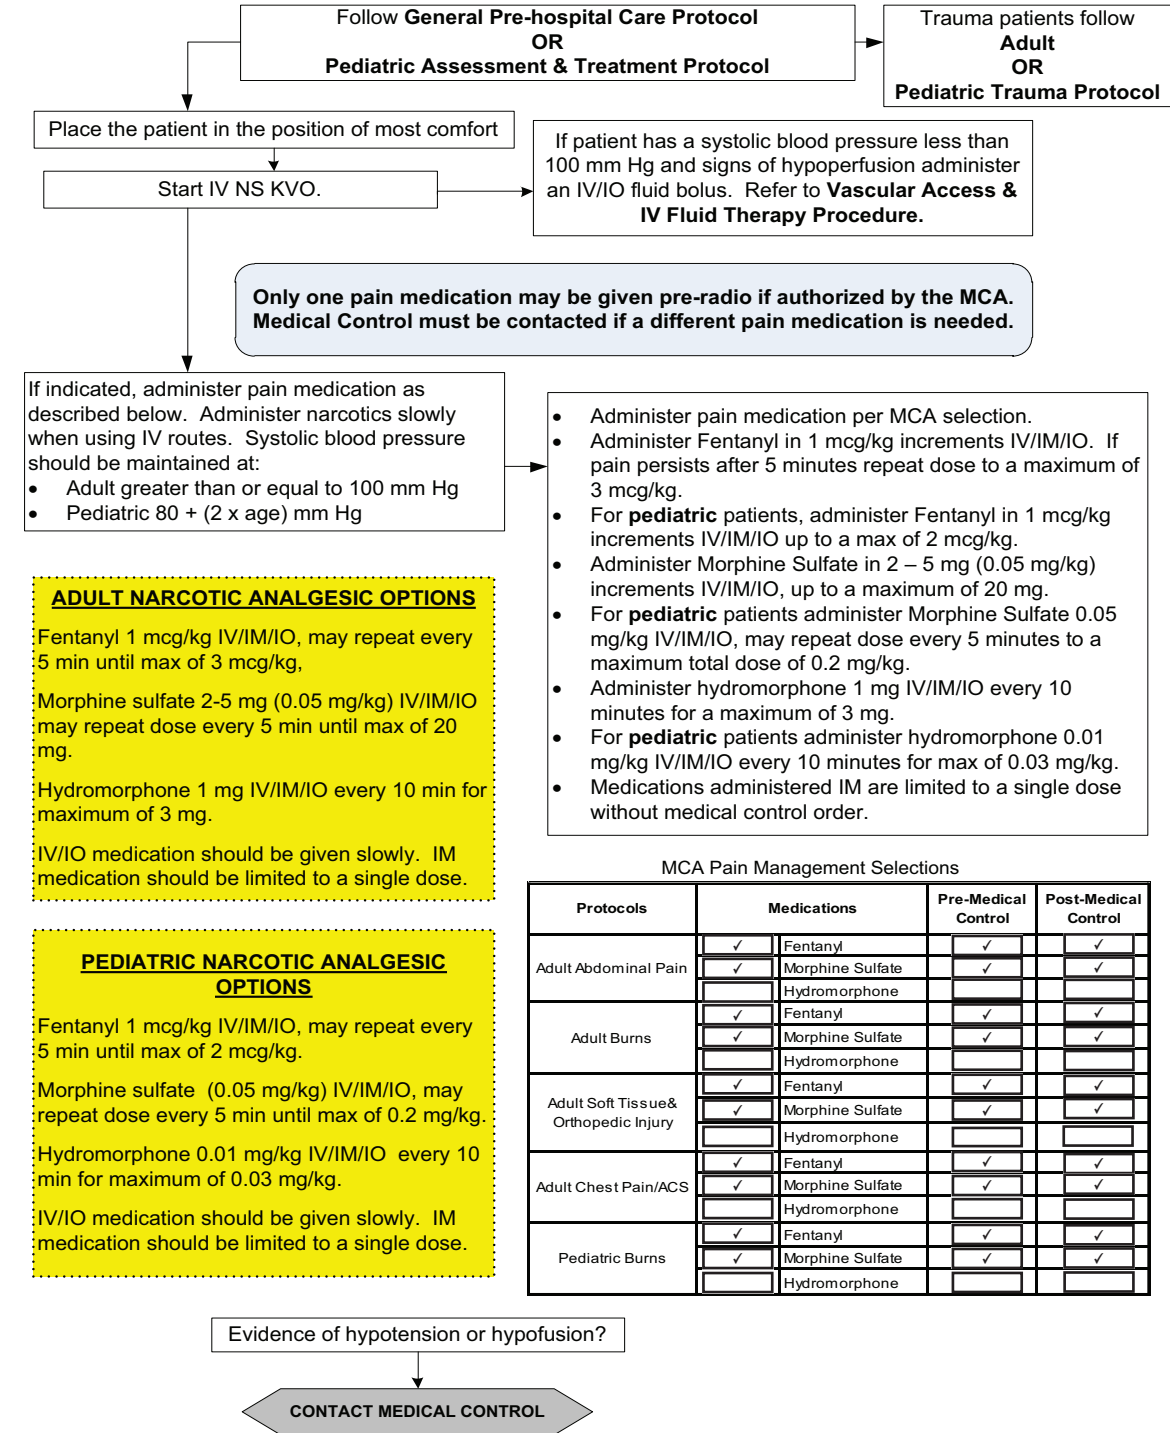 Follow General Pre-hospital Care Protocol
OR
Pediatric Assessment & Treatment Protocol
Trauma patients follow
Adult
OR
Pediatric Trauma Protocol
Place the patient in the position of most comfort
Start IV NS KVO.
If patient has a systolic blood pressure less than
100 mm Hg and signs of hypoperfusion administer
an IV/IO fluid bolus.  Refer to Vascular Access &
IV Fluid Therapy Procedure.
Only one pain medication may be given pre-radio if authorized by the MCA.
Medical Control must be contacted if a different pain medication is needed.
If indicated, administer pain medication as
described below.  Administer narcotics slowly
when using IV routes.  Systolic blood pressure
should be maintained at:
• Adult greater than or equal to 100 mm Hg
• Pediatric 80 + (2 x age) mm Hg
• Administer pain medication per MCA selection.
• Administer Fentanyl in 1 mcg/kg increments IV/IM/IO.  If
pain persists after 5 minutes repeat dose to a maximum of
3 mcg/kg.
• For pediatric patients, administer Fentanyl in 1 mcg/kg
increments IV/IM/IO up to a max of 2 mcg/kg.
• Administer Morphine Sulfate in 2 – 5 mg (0.05 mg/kg)
increments IV/IM/IO, up to a maximum of 20 mg.
• For pediatric patients administer Morphine Sulfate 0.05
mg/kg IV/IM/IO, may repeat dose every 5 minutes to a
maximum total dose of 0.2 mg/kg.
• Administer hydromorphone 1 mg IV/IM/IO every 10
minutes for a maximum of 3 mg.
• For pediatric patients administer hydromorphone 0.01
mg/kg IV/IM/IO every 10 minutes for max of 0.03 mg/kg.
• Medications administered IM are limited to a single dose
without medical control order.
ADULT NARCOTIC ANALGESIC OPTIONS
Fentanyl 1 mcg/kg IV/IM/IO, may repeat every
5 min until max of 3 mcg/kg,
Morphine sulfate 2-5 mg (0.05 mg/kg) IV/IM/IO
may repeat dose every 5 min until max of 20
mg.
Hydromorphone 1 mg IV/IM/IO every 10 min for
maximum of 3 mg.
IV/IO medication should be given slowly.  IM
medication should be limited to a single dose.
PEDIATRIC NARCOTIC ANALGESIC
OPTIONS
Fentanyl 1 mcg/kg IV/IM/IO, may repeat every
5 min until max of 2 mcg/kg.
Morphine sulfate  (0.05 mg/kg) IV/IM/IO, may
repeat dose every 5 min until max of 0.2 mg/kg.
Hydromorphone 0.01 mg/kg IV/IM/IO  every 10
min for maximum of 0.03 mg/kg.
IV/IO medication should be given slowly.  IM
medication should be limited to a single dose.
MCA Pain Management Selections
Protocols Medications Pre-Medical Control Post-Medical Control
Adult Abdominal Pain
✓ Fentanyl ✓ ✓
✓ Morphine Sulfate ✓ ✓
Hydromorphone
Adult Burns
✓ Fentanyl ✓ ✓
✓ Morphine Sulfate ✓ ✓
Hydromorphone
Adult Soft Tissue&
Orthopedic Injury
✓ Fentanyl ✓ ✓
✓ Morphine Sulfate ✓ ✓
Hydromorphone
Adult Chest Pain/ACS
✓ Fentanyl ✓ ✓
✓ Morphine Sulfate ✓ ✓
Hydromorphone
Pediatric Burns
✓ Fentanyl ✓ ✓
✓ Morphine Sulfate ✓ ✓
Hydromorphone
Evidence of hypotension or hypofusion?
CONTACT MEDICAL CONTROL